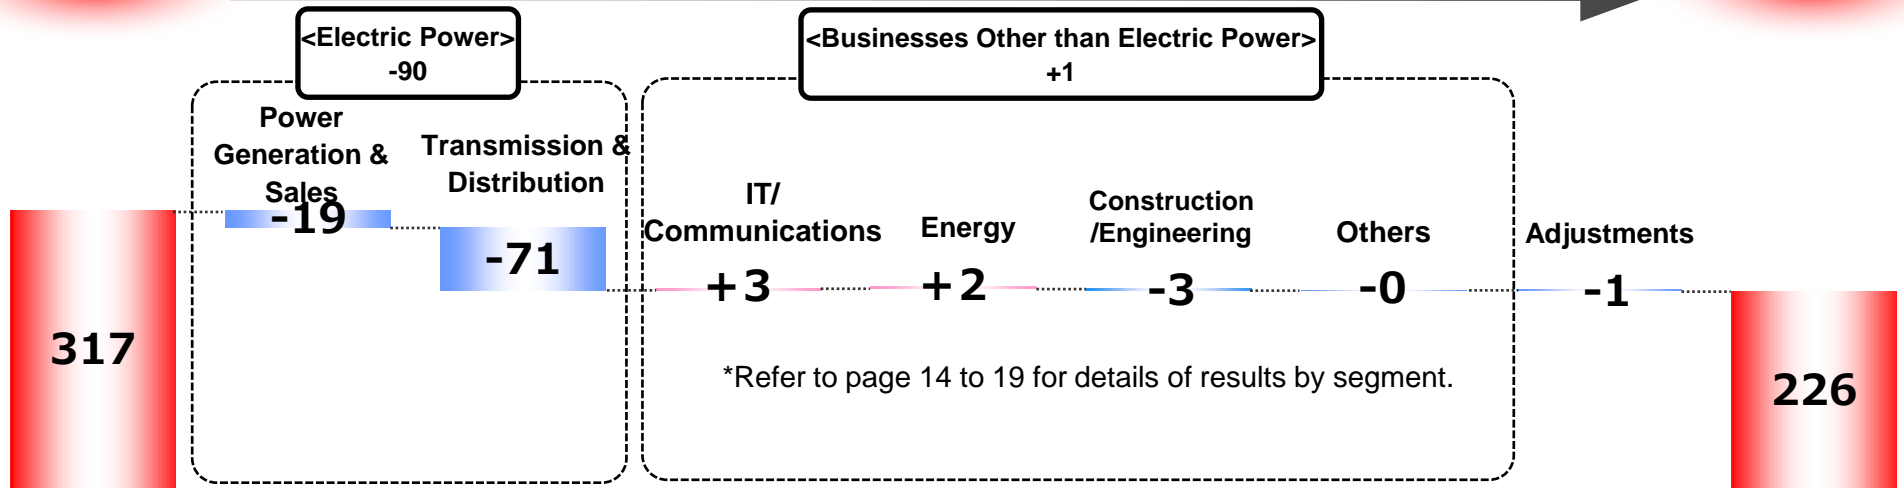 <Electric Power>
-90
<Businesses Other than Electric Power>
+1
Power
Generation &
Sales
-19
Transmission &
Distribution
-71
IT/
Communications
+3
Energy
+2
Construction
/Engineering
-3
Others
-0
Adjustments
-1
317
226
*Refer to page 14 to 19 for details of results by segment.